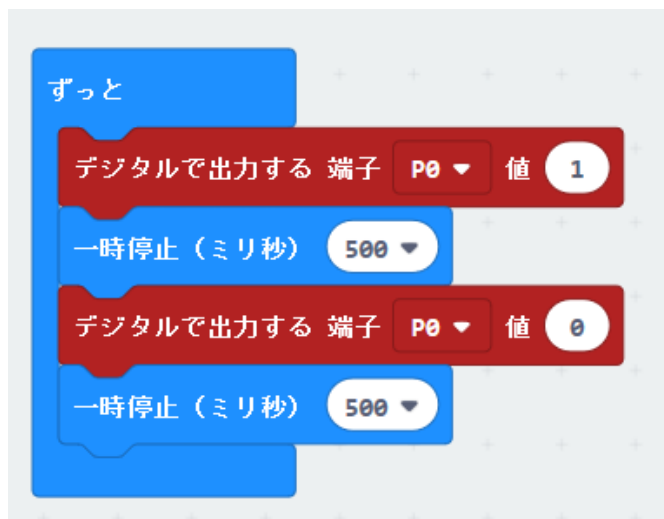 ずっと
デジタルで出力する 端子 P0 値 1
一時停止（ミリ秒） 500
デジタルで出力する 端子 P0 値 0
一時停止（ミリ秒） 500